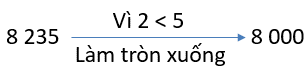 Vì 2 < 5
8 235 8 000
Làm tròn xuống